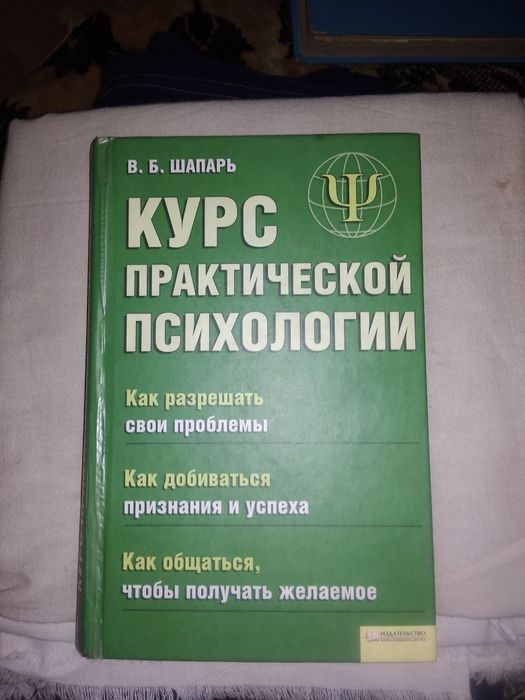 В. Б. ШАПАРЬ
Ψ
КУРС
ПРАКТИЧЕСКОЙ
ПСИХОЛОГИИ
Как разрешать
свои проблемы
Как добиваться
признания и успеха
Как общаться,
чтобы получать желаемое
ИЗДАТЕЛЬСТВО